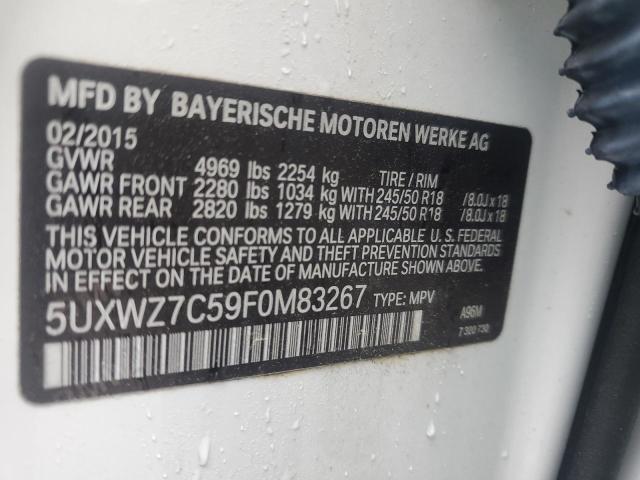 MFD BY BAYERISCHE MOTOREN WERKE AG
02/2015
GVWR 4969 lbs 2254 kg TIRE / RIM
GAWR FRONT 2280 lbs 1034 kg WITH 245/50 R18 /8.0J x 18
GAWR REAR 2820 lbs 1279 kg WITH 245/50 R18 /8.0J x 18
THIS VEHICLE CONFORMS TO ALL APPLICABLE U.S. FEDERAL
MOTOR VEHICLE SAFETY AND THEFT PREVENTION STANDARDS
IN EFFECT ON THE DATE OF MANUFACTURE SHOWN ABOVE.
5UXWZ7C59F0M83267 TYPE: MPV A96M
7 320 730